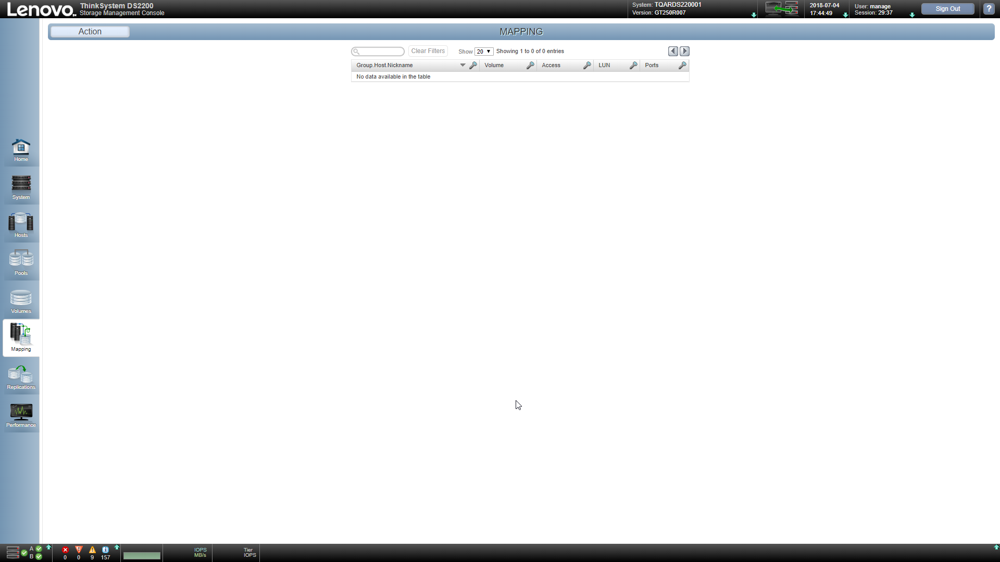 Lenovo™
ThinkSystem DS2200
Storage Management Console
System: TQARDS220001
Version: GT250R007
2018-07-04
17:44:49
User: manage
Session: 29:37
Sign Out
?
Action
MAPPING
Clear Filters
Show 20
Showing 1 to 0 of 0 entries
Group.Host.Nickname
Volume
Access
LUN
Ports
No data available in the table
Home
System
Hosts
Pools
Volumes
Mapping
Replications
Performance
A
B
0
0
9
157
IOPS
MB/s
Tier
IOPS